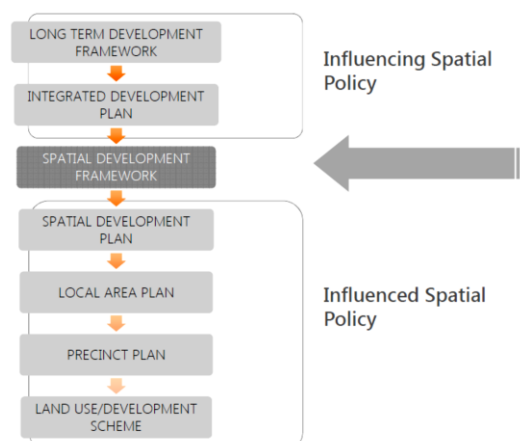 LONG TERM DEVELOPMENT
FRAMEWORK
INTEGRATED DEVELOPMENT
PLAN
Influencing Spatial
Policy
SPATIAL DEVELOPMENT
FRAMEWORK
SPATIAL DEVELOPMENT
PLAN
LOCAL AREA PLAN
PRECINCT PLAN
LAND USE/DEVELOPMENT
SCHEME
Influenced Spatial
Policy